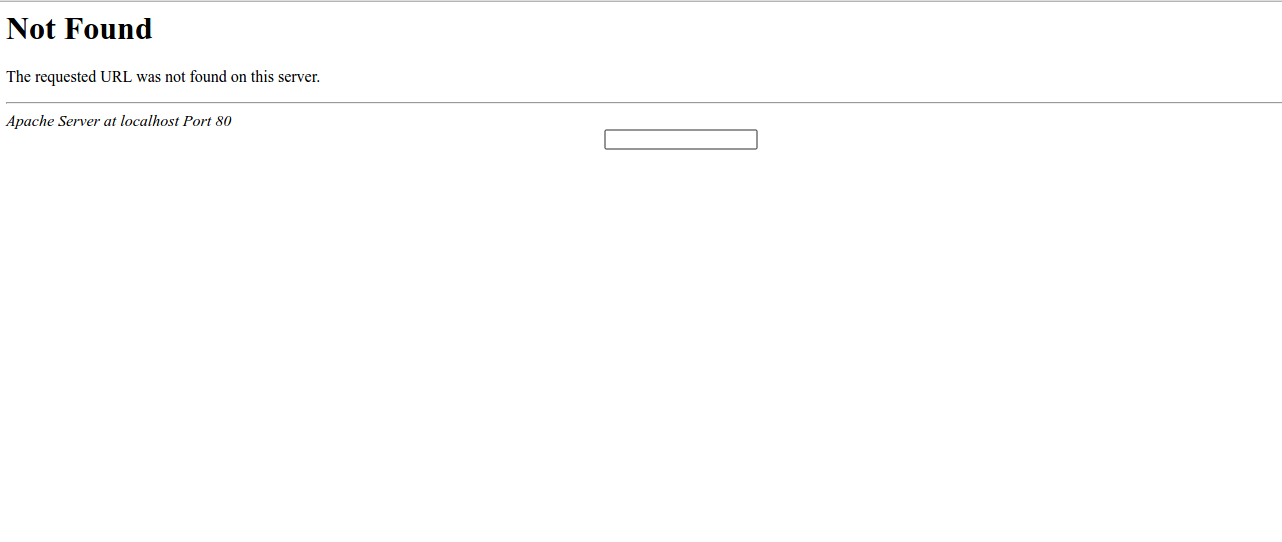 Not Found
The requested URL was not found on this server.
Apache Server at localhost Port 80